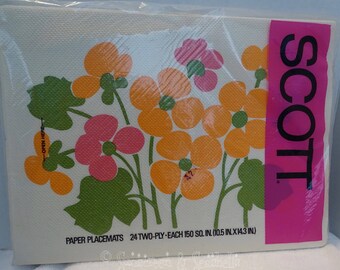 SCOTT
PAPER PLACEMATS 24 TWO-PLY·EACH 150 SQ. IN. (10.5 IN. X 14.3 IN.)